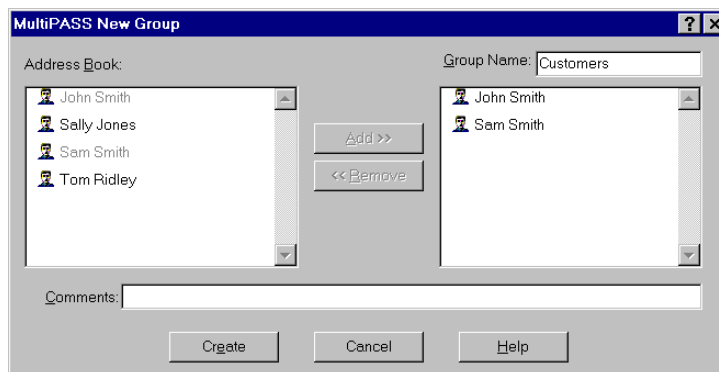 MultiPASS New Group
Address Book:
Group Name: Customers
John Smith
Sally Jones
Sam Smith
Tom Ridley
Add >>
<< Remove
John Smith
Sam Smith
Comments:
Create Cancel Help